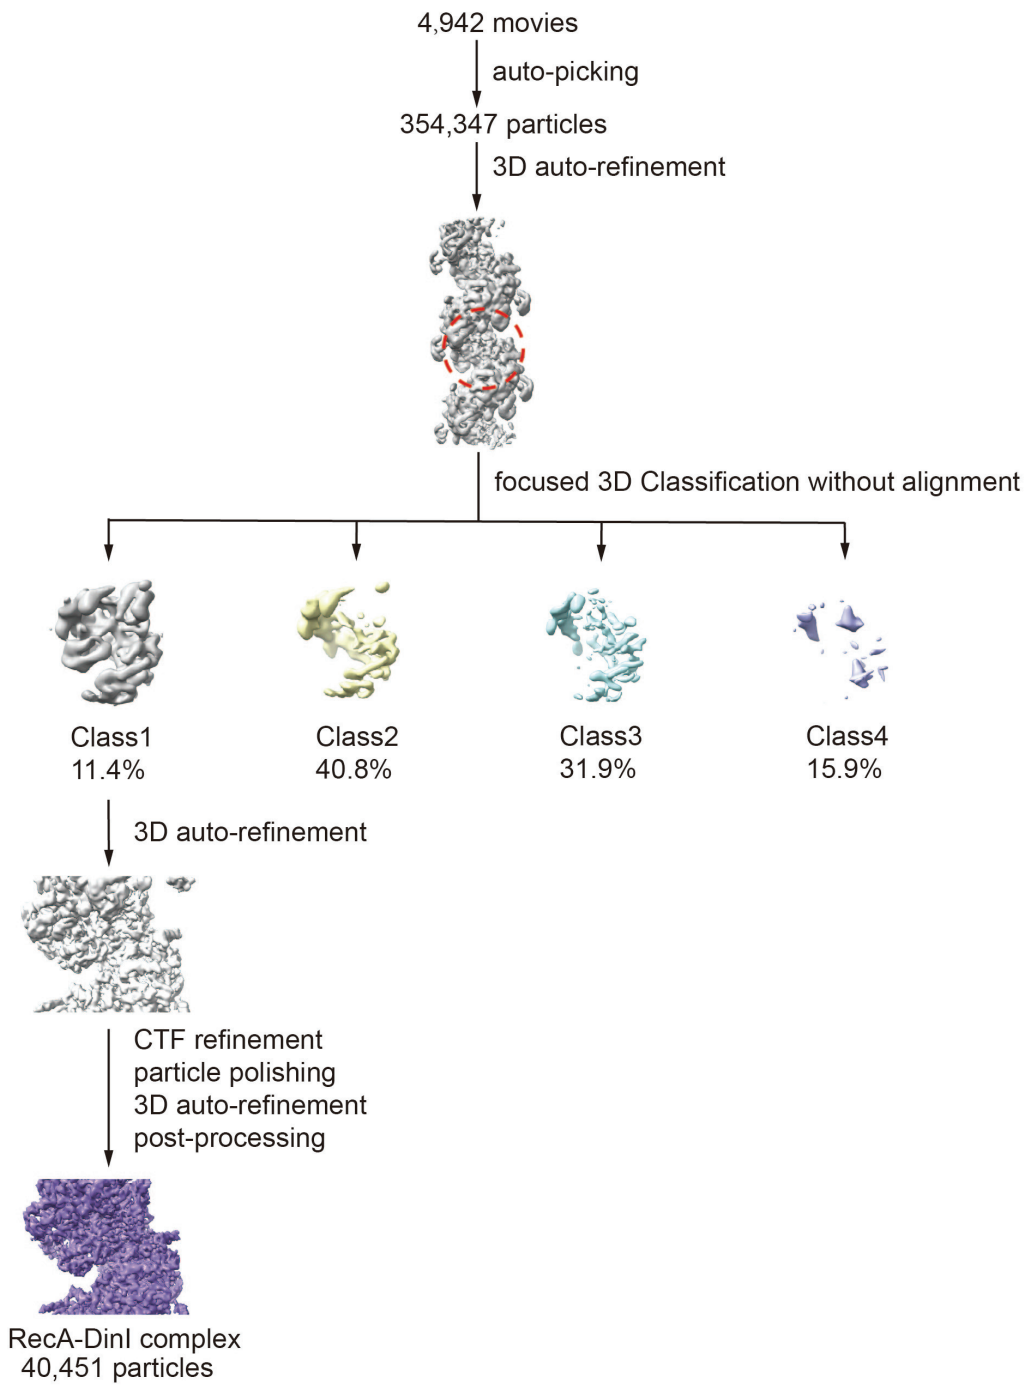 4,942 movies
auto-picking
354,347 particles
3D auto-refinement
focused 3D Classification without alignment
Class1
11.4%
Class2
40.8%
Class3
31.9%
Class4
15.9%
3D auto-refinement
CTF refinement
particle polishing
3D auto-refinement
post-processing
RecA-DinI complex
40,451 particles